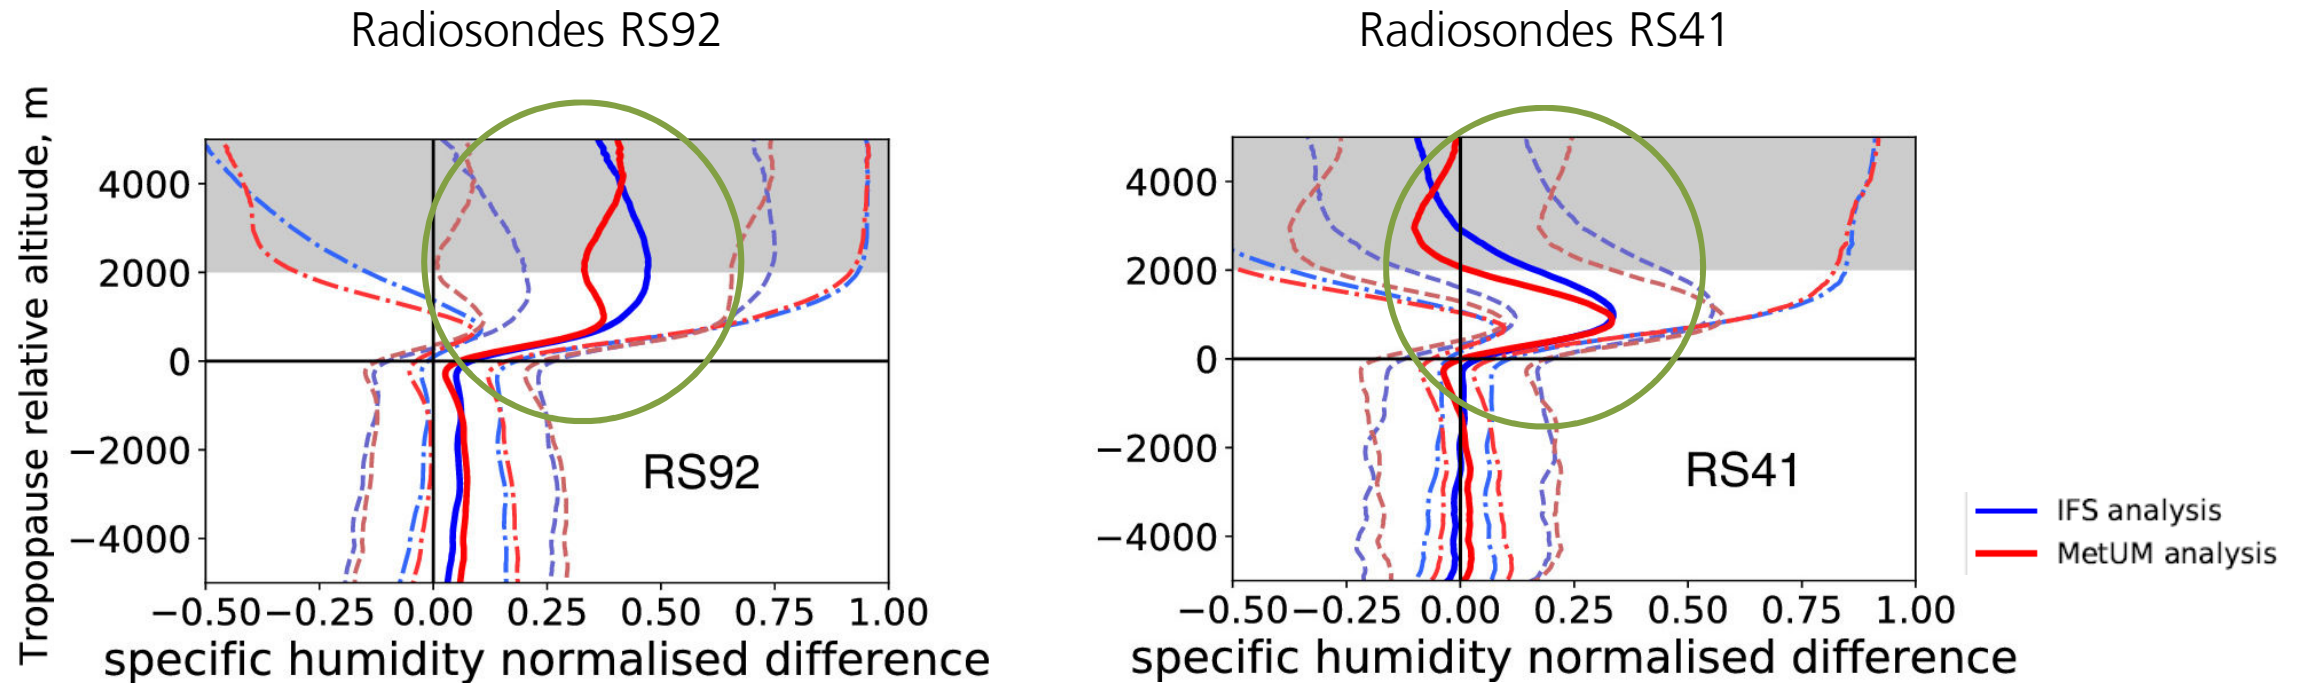 Radiosondes RS92
Radiosondes RS41
Tropopause relative altitude, m
4000
2000
0
−2000
−4000
RS92
−0.50 −0.25 0.00 0.25 0.50 0.75 1.00
specific humidity normalised difference
4000
2000
0
−2000
−4000
RS41
−0.50 −0.25 0.00 0.25 0.50 0.75 1.00
specific humidity normalised difference
IFS analysis
MetUM analysis